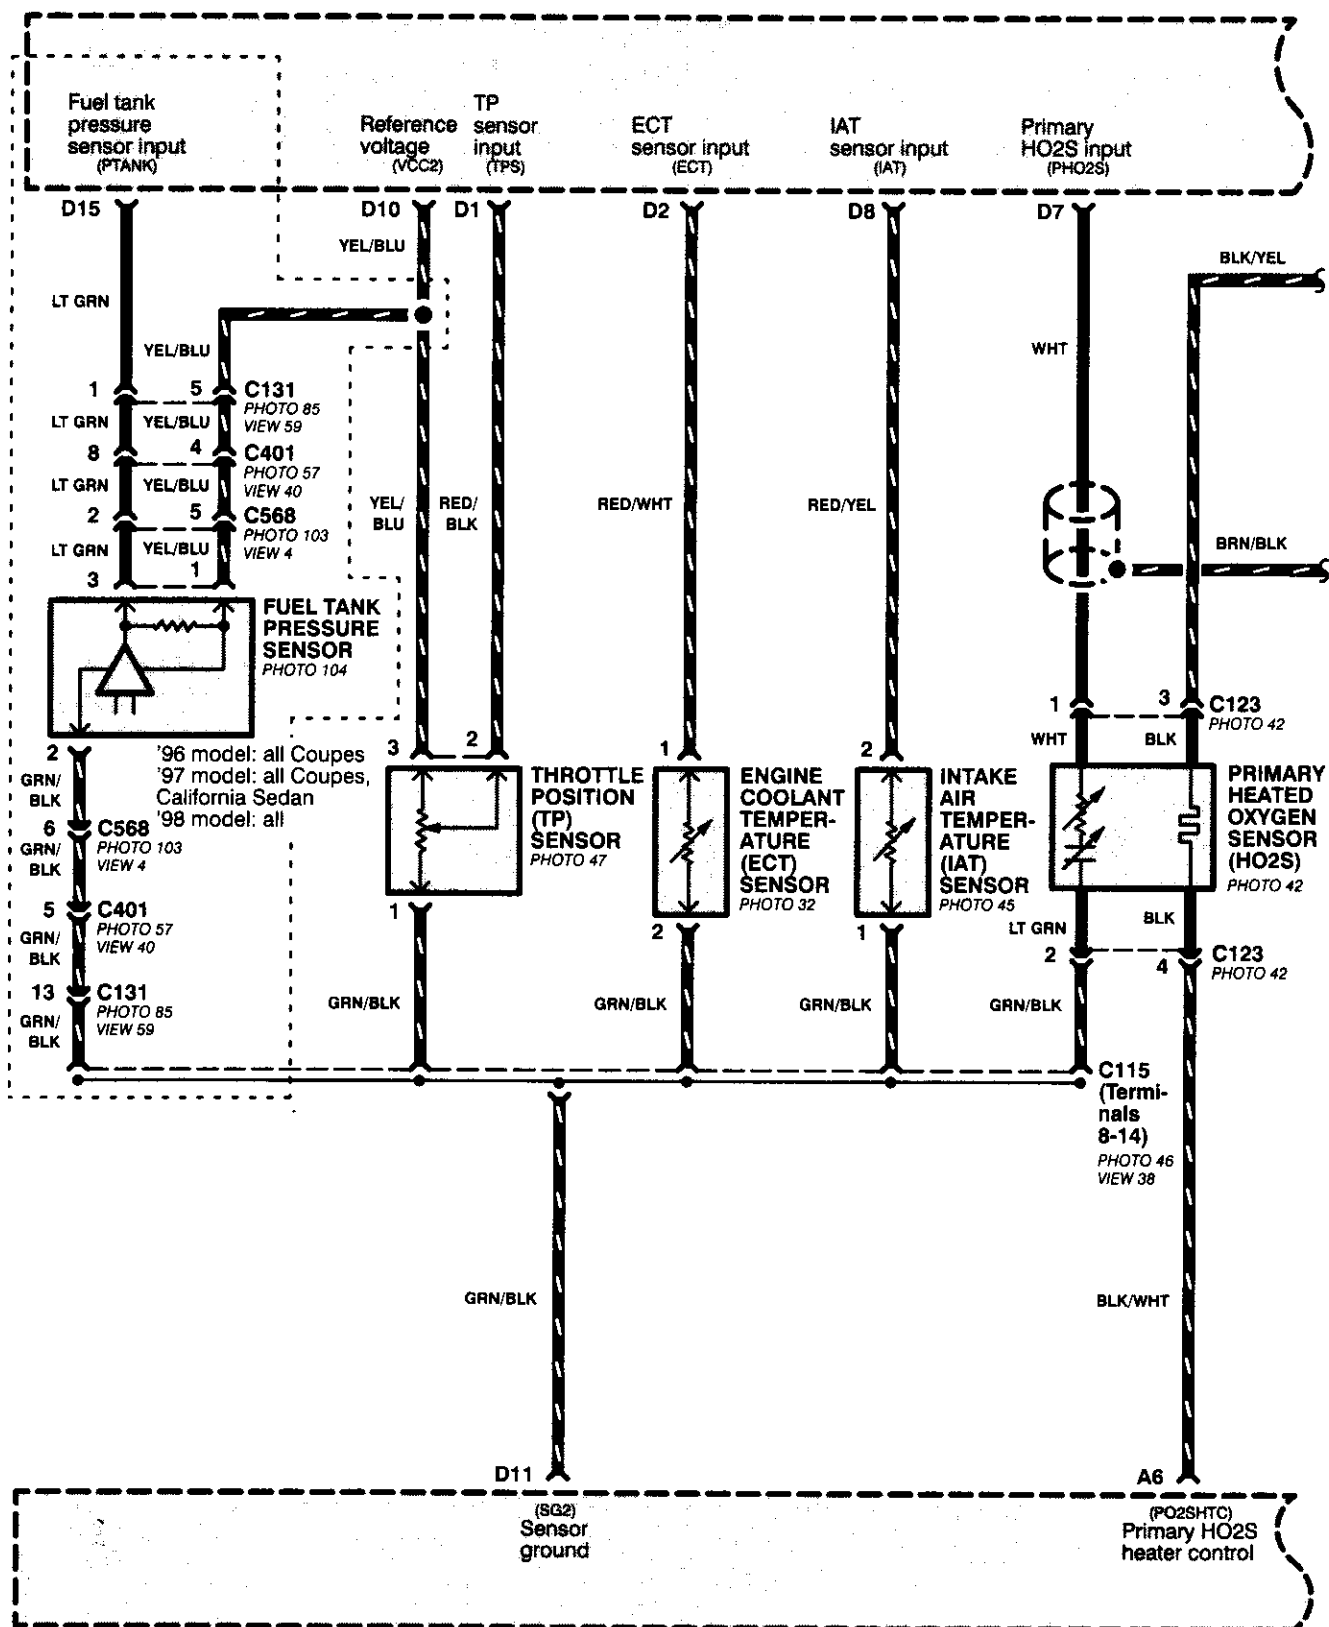 Fuel tank
pressure
sensor input
(PTANK)
Reference
voltage
(VCC2)
TP
sensor
input
(TPS)
ECT
sensor input
(ECT)
IAT
sensor input
(IAT)
Primary
HO2S input
(PHO2S)
D15
D10
D1
D2
D8
D7
YEL/BLU
BLK/YEL
LT GRN
YEL/BLU
WHT
1
5
C131
PHOTO 85
VIEW 59
LT GRN
YEL/BLU
8
4
C401
PHOTO 57
VIEW 40
LT GRN
YEL/BLU
2
5
C568
PHOTO 103
VIEW 4
LT GRN
YEL/BLU
3
1
YEL/
BLU
RED/
BLK
RED/WHT
RED/YEL
BRN/BLK
FUEL TANK
PRESSURE
SENSOR
PHOTO 104
1
3
C123
PHOTO 42
WHT
BLK
2
'96 model: all Coupes
'97 model: all Coupes,
California Sedan
'98 model: all
GRN/
BLK
6
C568
PHOTO 103
VIEW 4
GRN/
BLK
5
C401
PHOTO 57
VIEW 40
GRN/
BLK
13
C131
PHOTO 85
VIEW 59
GRN/
BLK
3
2
THROTTLE
POSITION
(TP)
SENSOR
PHOTO 47
1
GRN/BLK
1
ENGINE
COOLANT
TEMPER-
ATURE
(ECT)
SENSOR
PHOTO 32
2
GRN/BLK
2
INTAKE
AIR
TEMPER-
ATURE
(IAT)
SENSOR
PHOTO 45
1
GRN/BLK
PRIMARY
HEATED
OXYGEN
SENSOR
(HO2S)
PHOTO 42
LT GRN
BLK
2
4
C123
PHOTO 42
GRN/BLK
C115
(Termi-
nals
8-14)
PHOTO 46
VIEW 38
GRN/BLK
BLK/WHT
D11
A6
(SG2)
Sensor
ground
(PO2SHTC)
Primary HO2S
heater control